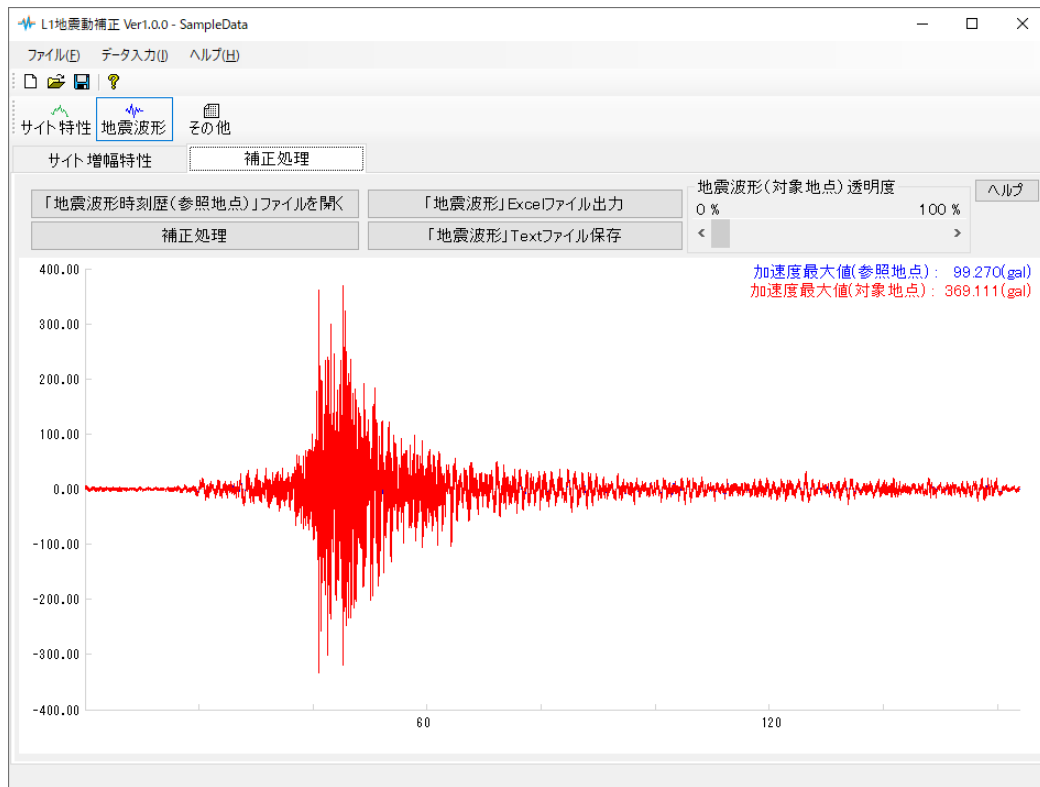 L1地震動補正 Ver1.0.0 - SampleData
ファイル(F) データ入力(I) ヘルプ(H)
サイト特性 地震波形 その他
サイト増幅特性 補正処理
「地震波形時刻歴(参照地点)」ファイルを開く 「地震波形」Excelファイル出力 地震波形(対象地点)透明度 ヘルプ
0 % 100 %
補正処理 「地震波形」Textファイル保存
加速度最大値(参照地点) : 99.270(gal)
加速度最大値(対象地点) : 369.111(gal)
400.00
300.00
200.00
100.00
0.00
-100.00
-200.00
-300.00
-400.00
60 120